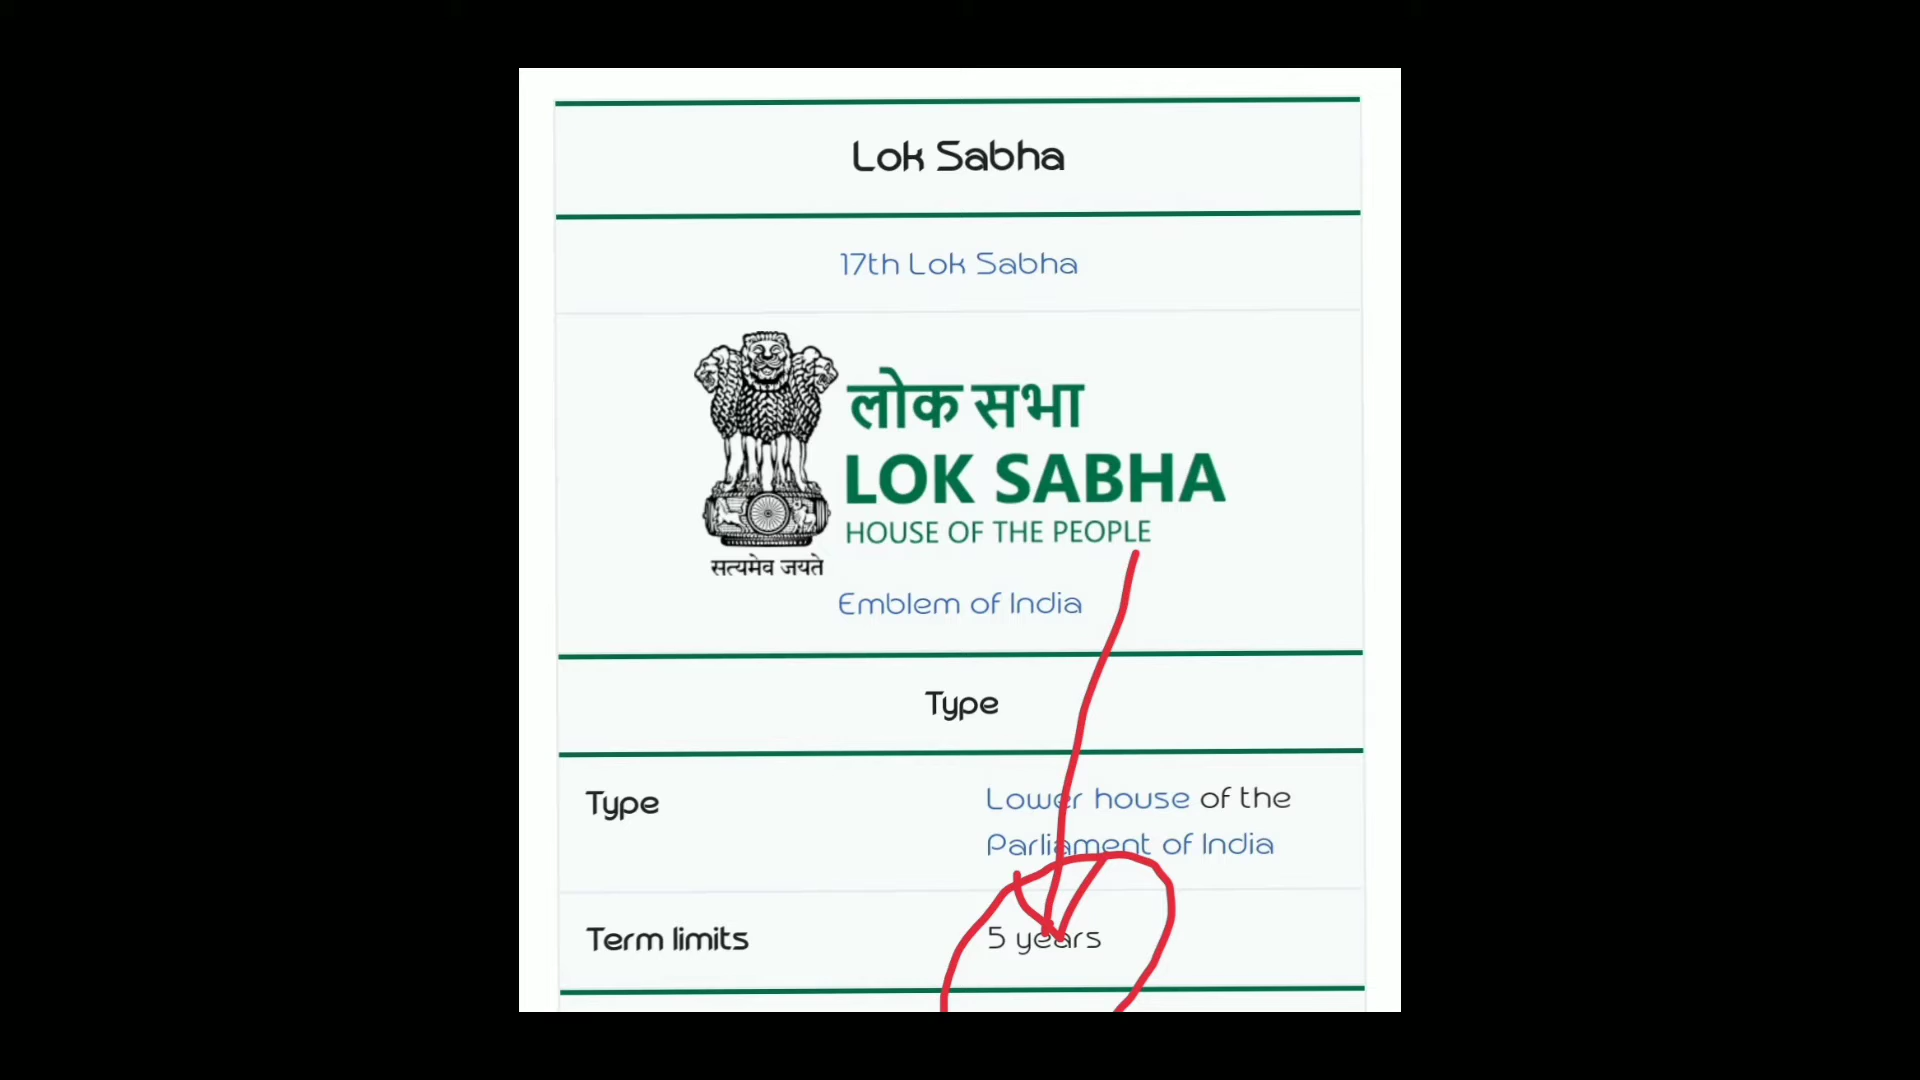 Lok Sabha
17th Lok Sabha
लोक सभा
LOK SABHA
HOUSE OF THE PEOPLE
सत्यमेव जयते
Emblem of India
Type
Type
Lower house of the
Parliament of India
Term limits
5 years